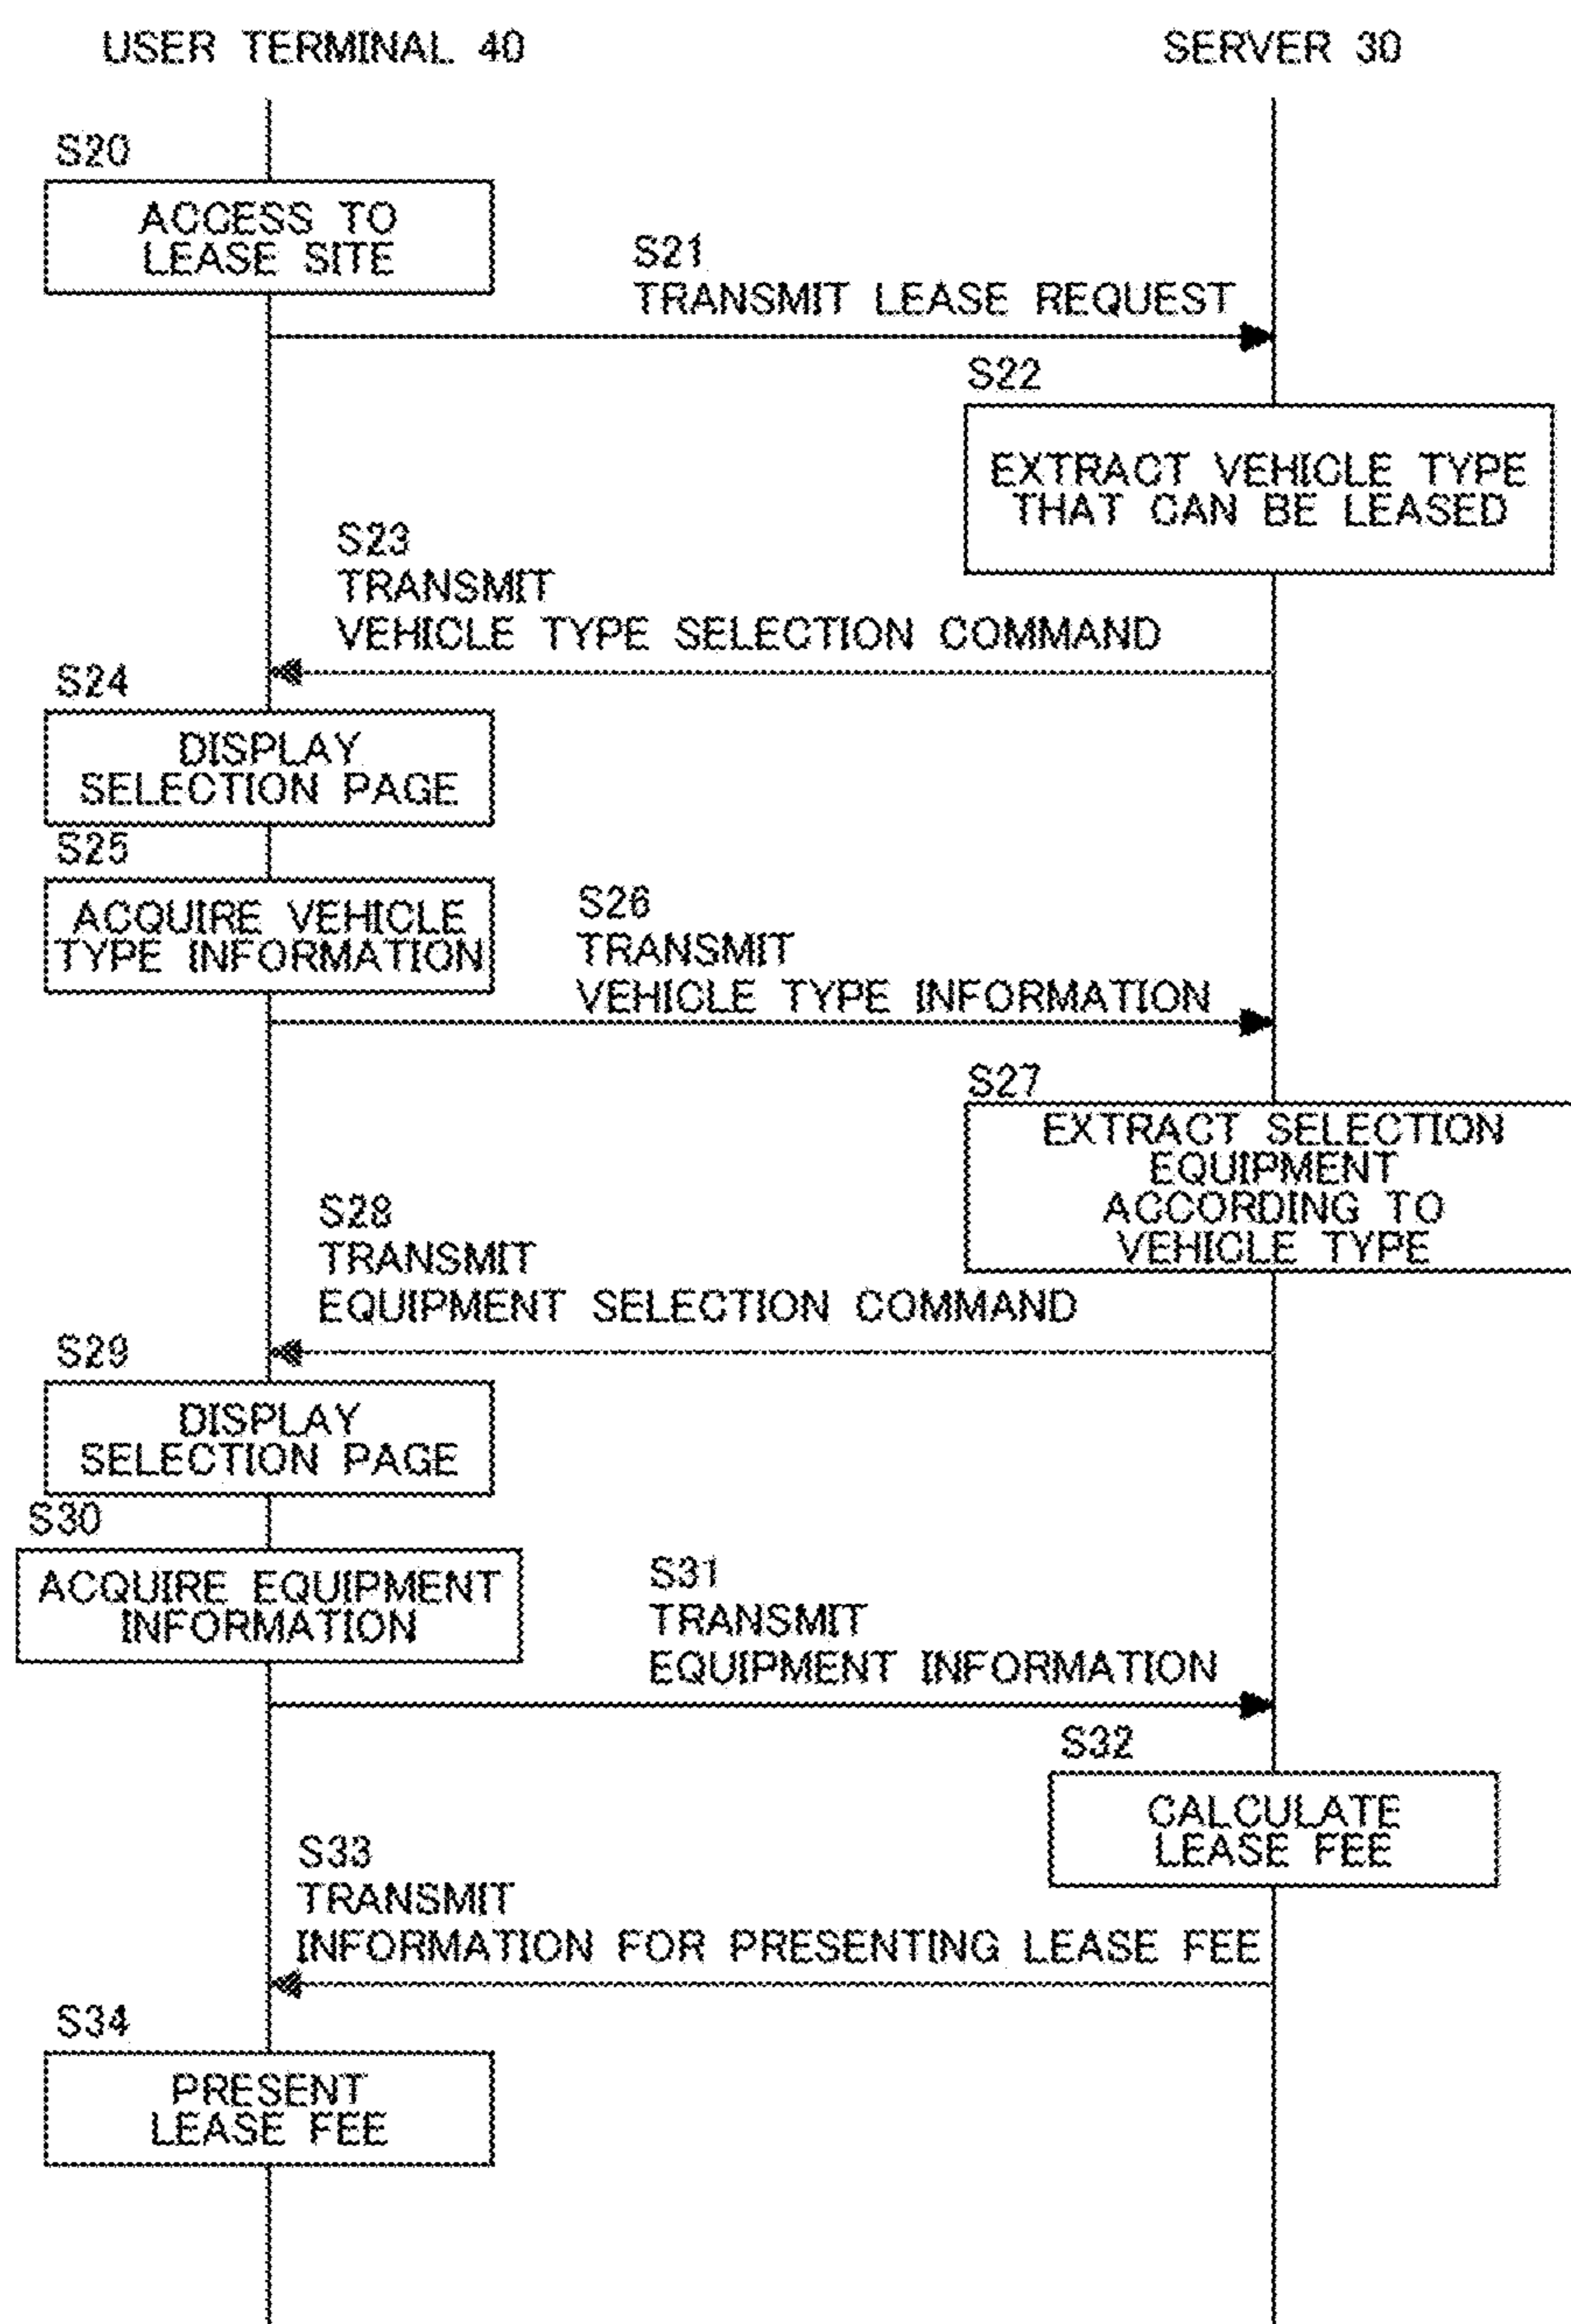 USER TERMINAL 40
SERVER 30
S20
ACCESS TO
LEASE SITE
S21
TRANSMIT LEASE REQUEST
S22
EXTRACT VEHICLE TYPE
THAT CAN BE LEASED
S23
TRANSMIT
VEHICLE TYPE SELECTION COMMAND
S24
DISPLAY
SELECTION PAGE
S25
ACQUIRE VEHICLE
TYPE INFORMATION
S26
TRANSMIT
VEHICLE TYPE INFORMATION
S27
EXTRACT SELECTION
EQUIPMENT
ACCORDING TO
VEHICLE TYPE
S28
TRANSMIT
EQUIPMENT SELECTION COMMAND
S29
DISPLAY
SELECTION PAGE
S30
ACQUIRE EQUIPMENT
INFORMATION
S31
TRANSMIT
EQUIPMENT INFORMATION
S32
CALCULATE
LEASE FEE
S33
TRANSMIT
INFORMATION FOR PRESENTING LEASE FEE
S34
PRESENT
LEASE FEE